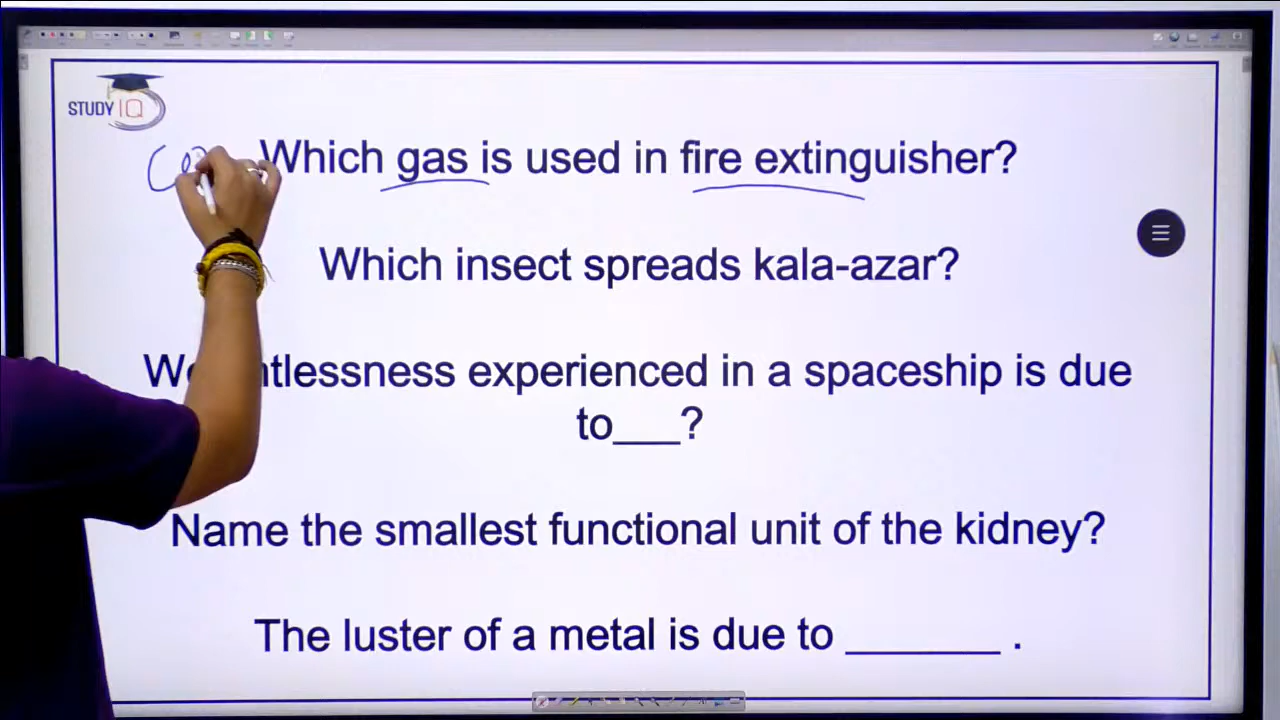 STUDY IQ
Which gas is used in fire extinguisher?
Which insect spreads kala-azar?
experienced in a spaceship is due
to___?
Name the smallest functional unit of the kidney?
The luster of a metal is due to _______ .